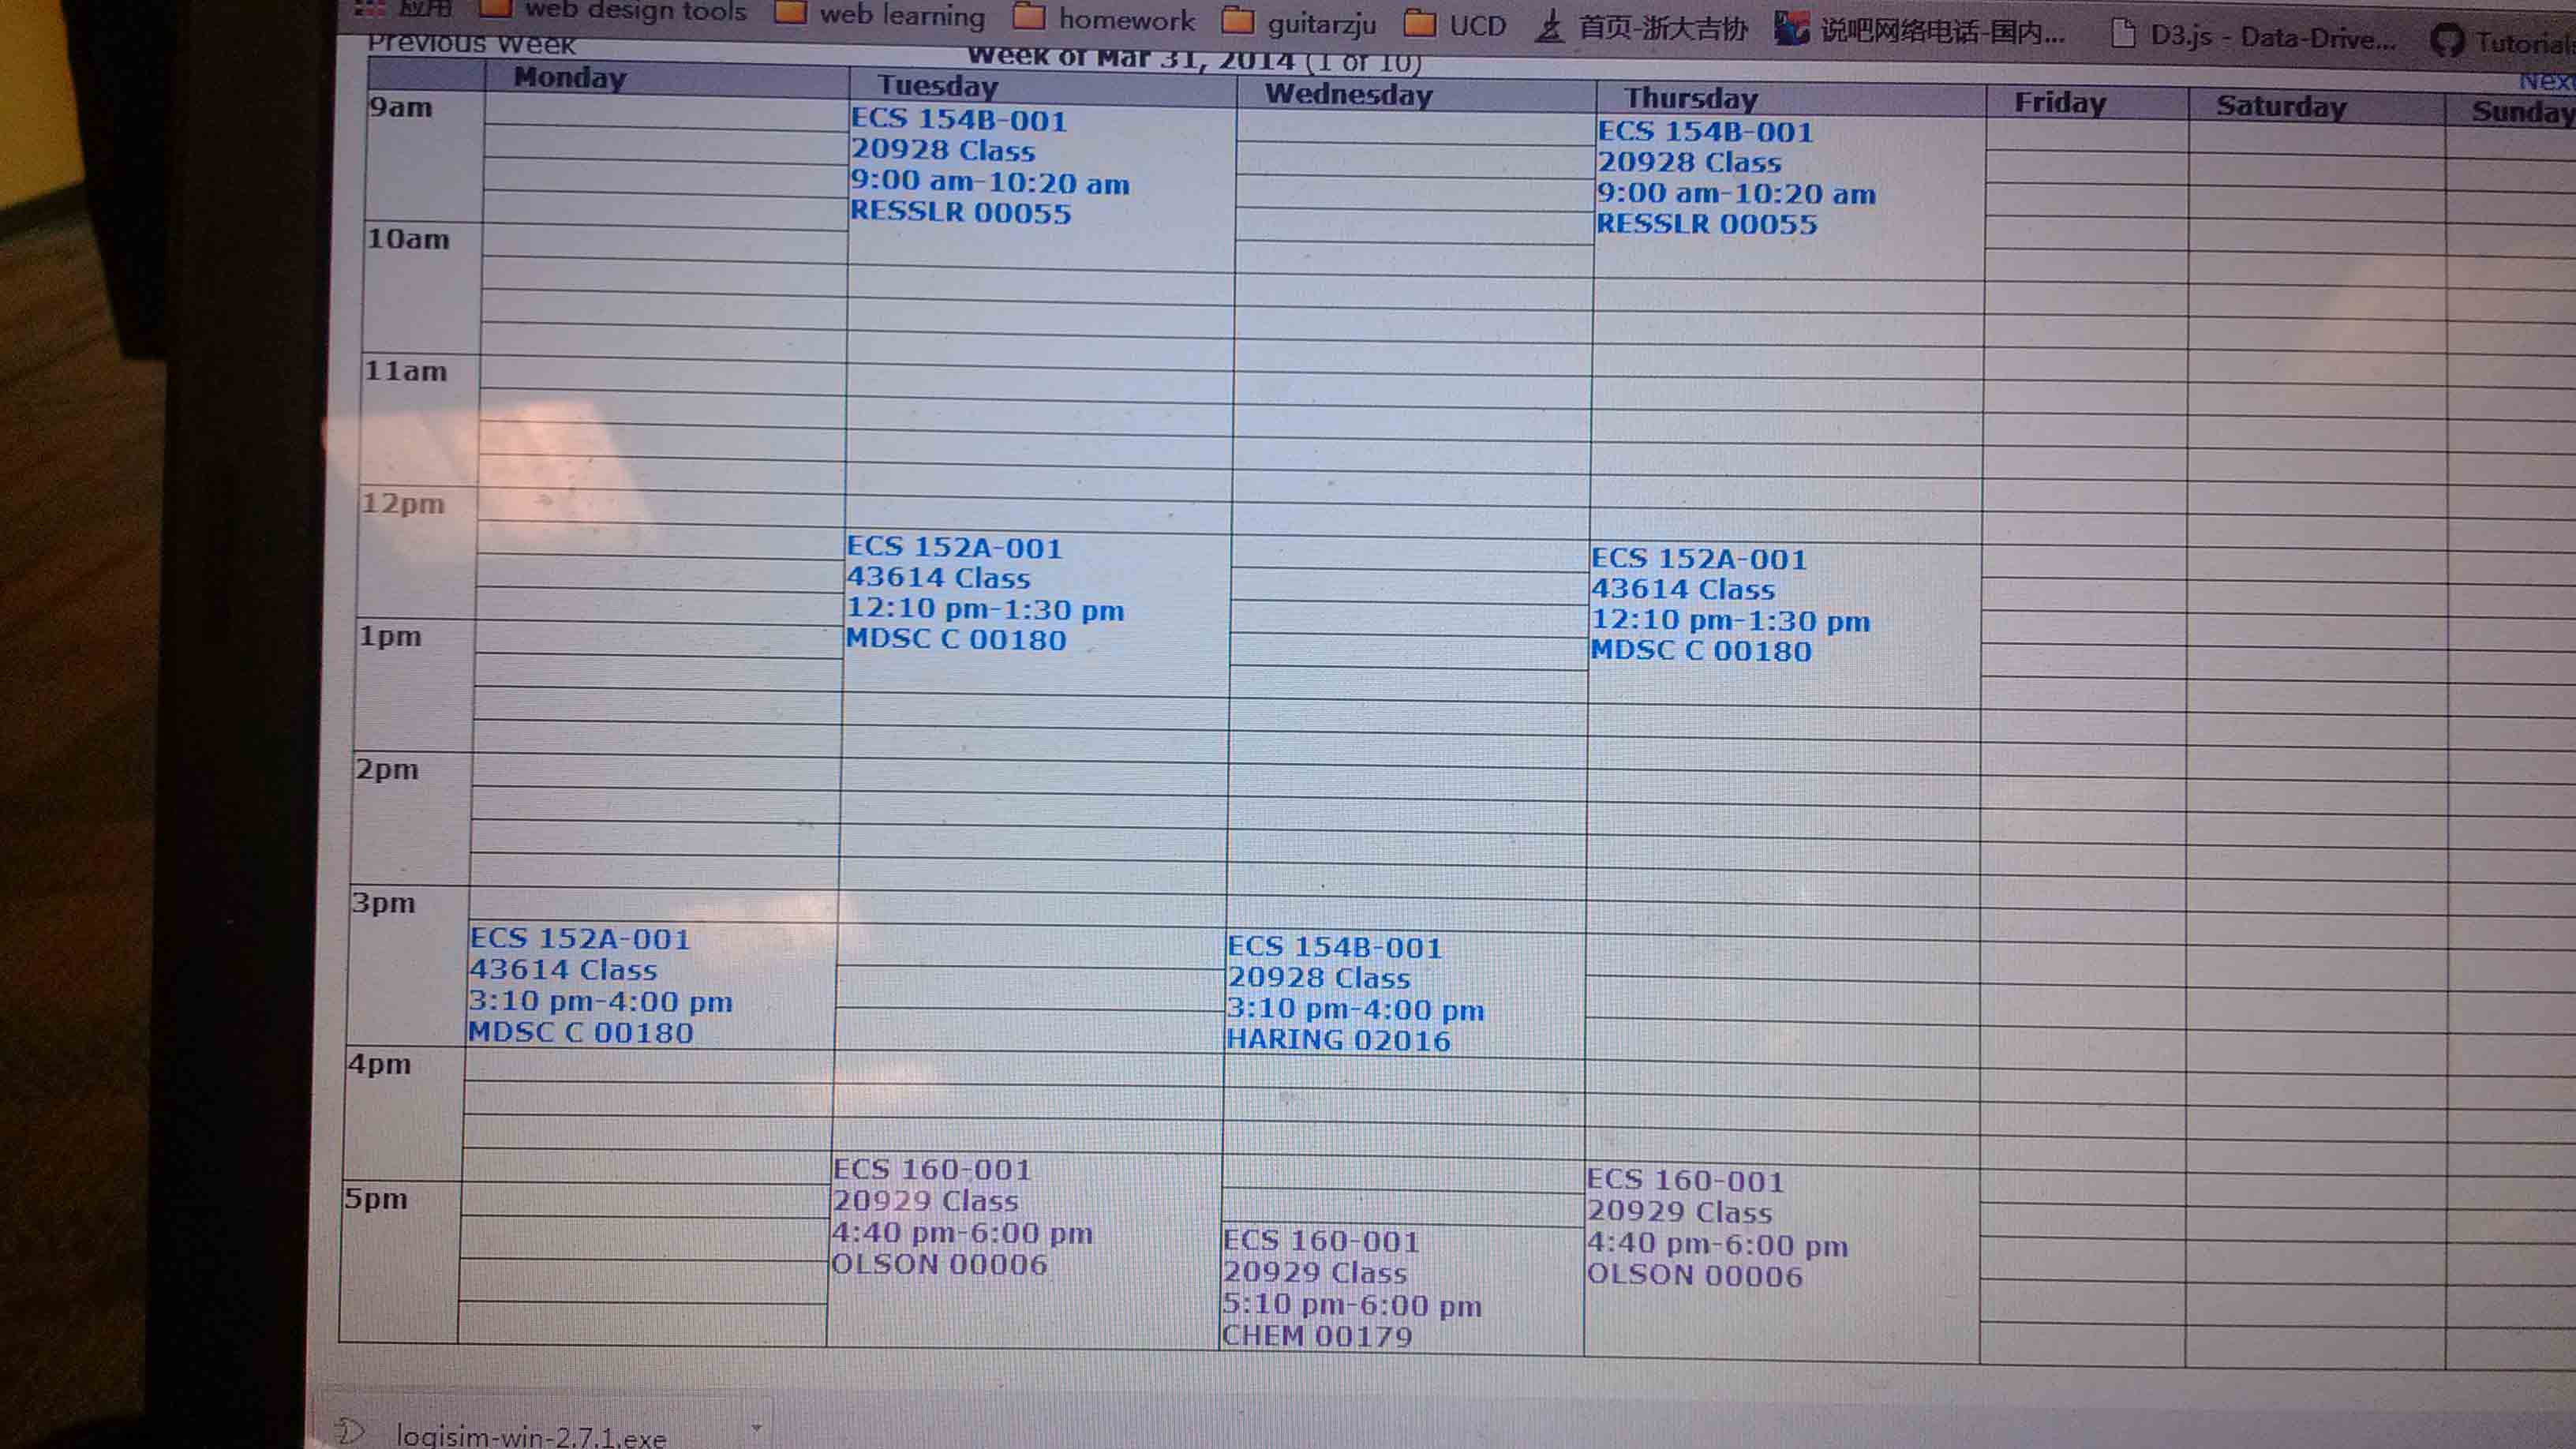 应用 web design tools web learning homework guitarzju UCD 首页-浙大吉协 说吧网络电话-国内... D3.js - Data-Drive... Tutorials
Previous Week
Week of Mar 31, 2014 (1 of 10)
Next
Monday Tuesday Wednesday Thursday Friday Saturday Sunday
9am
ECS 154B-001
20928 Class
9:00 am-10:20 am
RESSLR 00055
ECS 154B-001
20928 Class
9:00 am-10:20 am
RESSLR 00055
10am
11am
12pm
ECS 152A-001
43614 Class
12:10 pm-1:30 pm
MDSC C 00180
ECS 152A-001
43614 Class
12:10 pm-1:30 pm
MDSC C 00180
1pm
2pm
3pm
ECS 152A-001
43614 Class
3:10 pm-4:00 pm
MDSC C 00180
ECS 154B-001
20928 Class
3:10 pm-4:00 pm
HARING 02016
4pm
ECS 160-001
20929 Class
4:40 pm-6:00 pm
OLSON 00006
ECS 160-001
20929 Class
4:40 pm-6:00 pm
OLSON 00006
5pm
ECS 160-001
20929 Class
5:10 pm-6:00 pm
CHEM 00179
logisim-win-2.7.1.exe